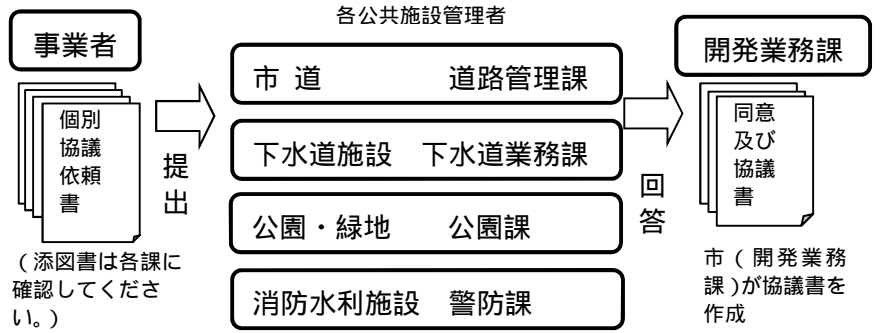 各公共施設管理者
事業者
個別
協議
依頼
書
(添図書は各課に
確認してくださ
い。)
提
出
市 道 道路管理課
下水道施設 下水道業務課
公園・緑地 公園課
消防水利施設 警防課
回
答
開発業務課
同意
及び
協議
書
市(開発業務
課)が協議書を
作成